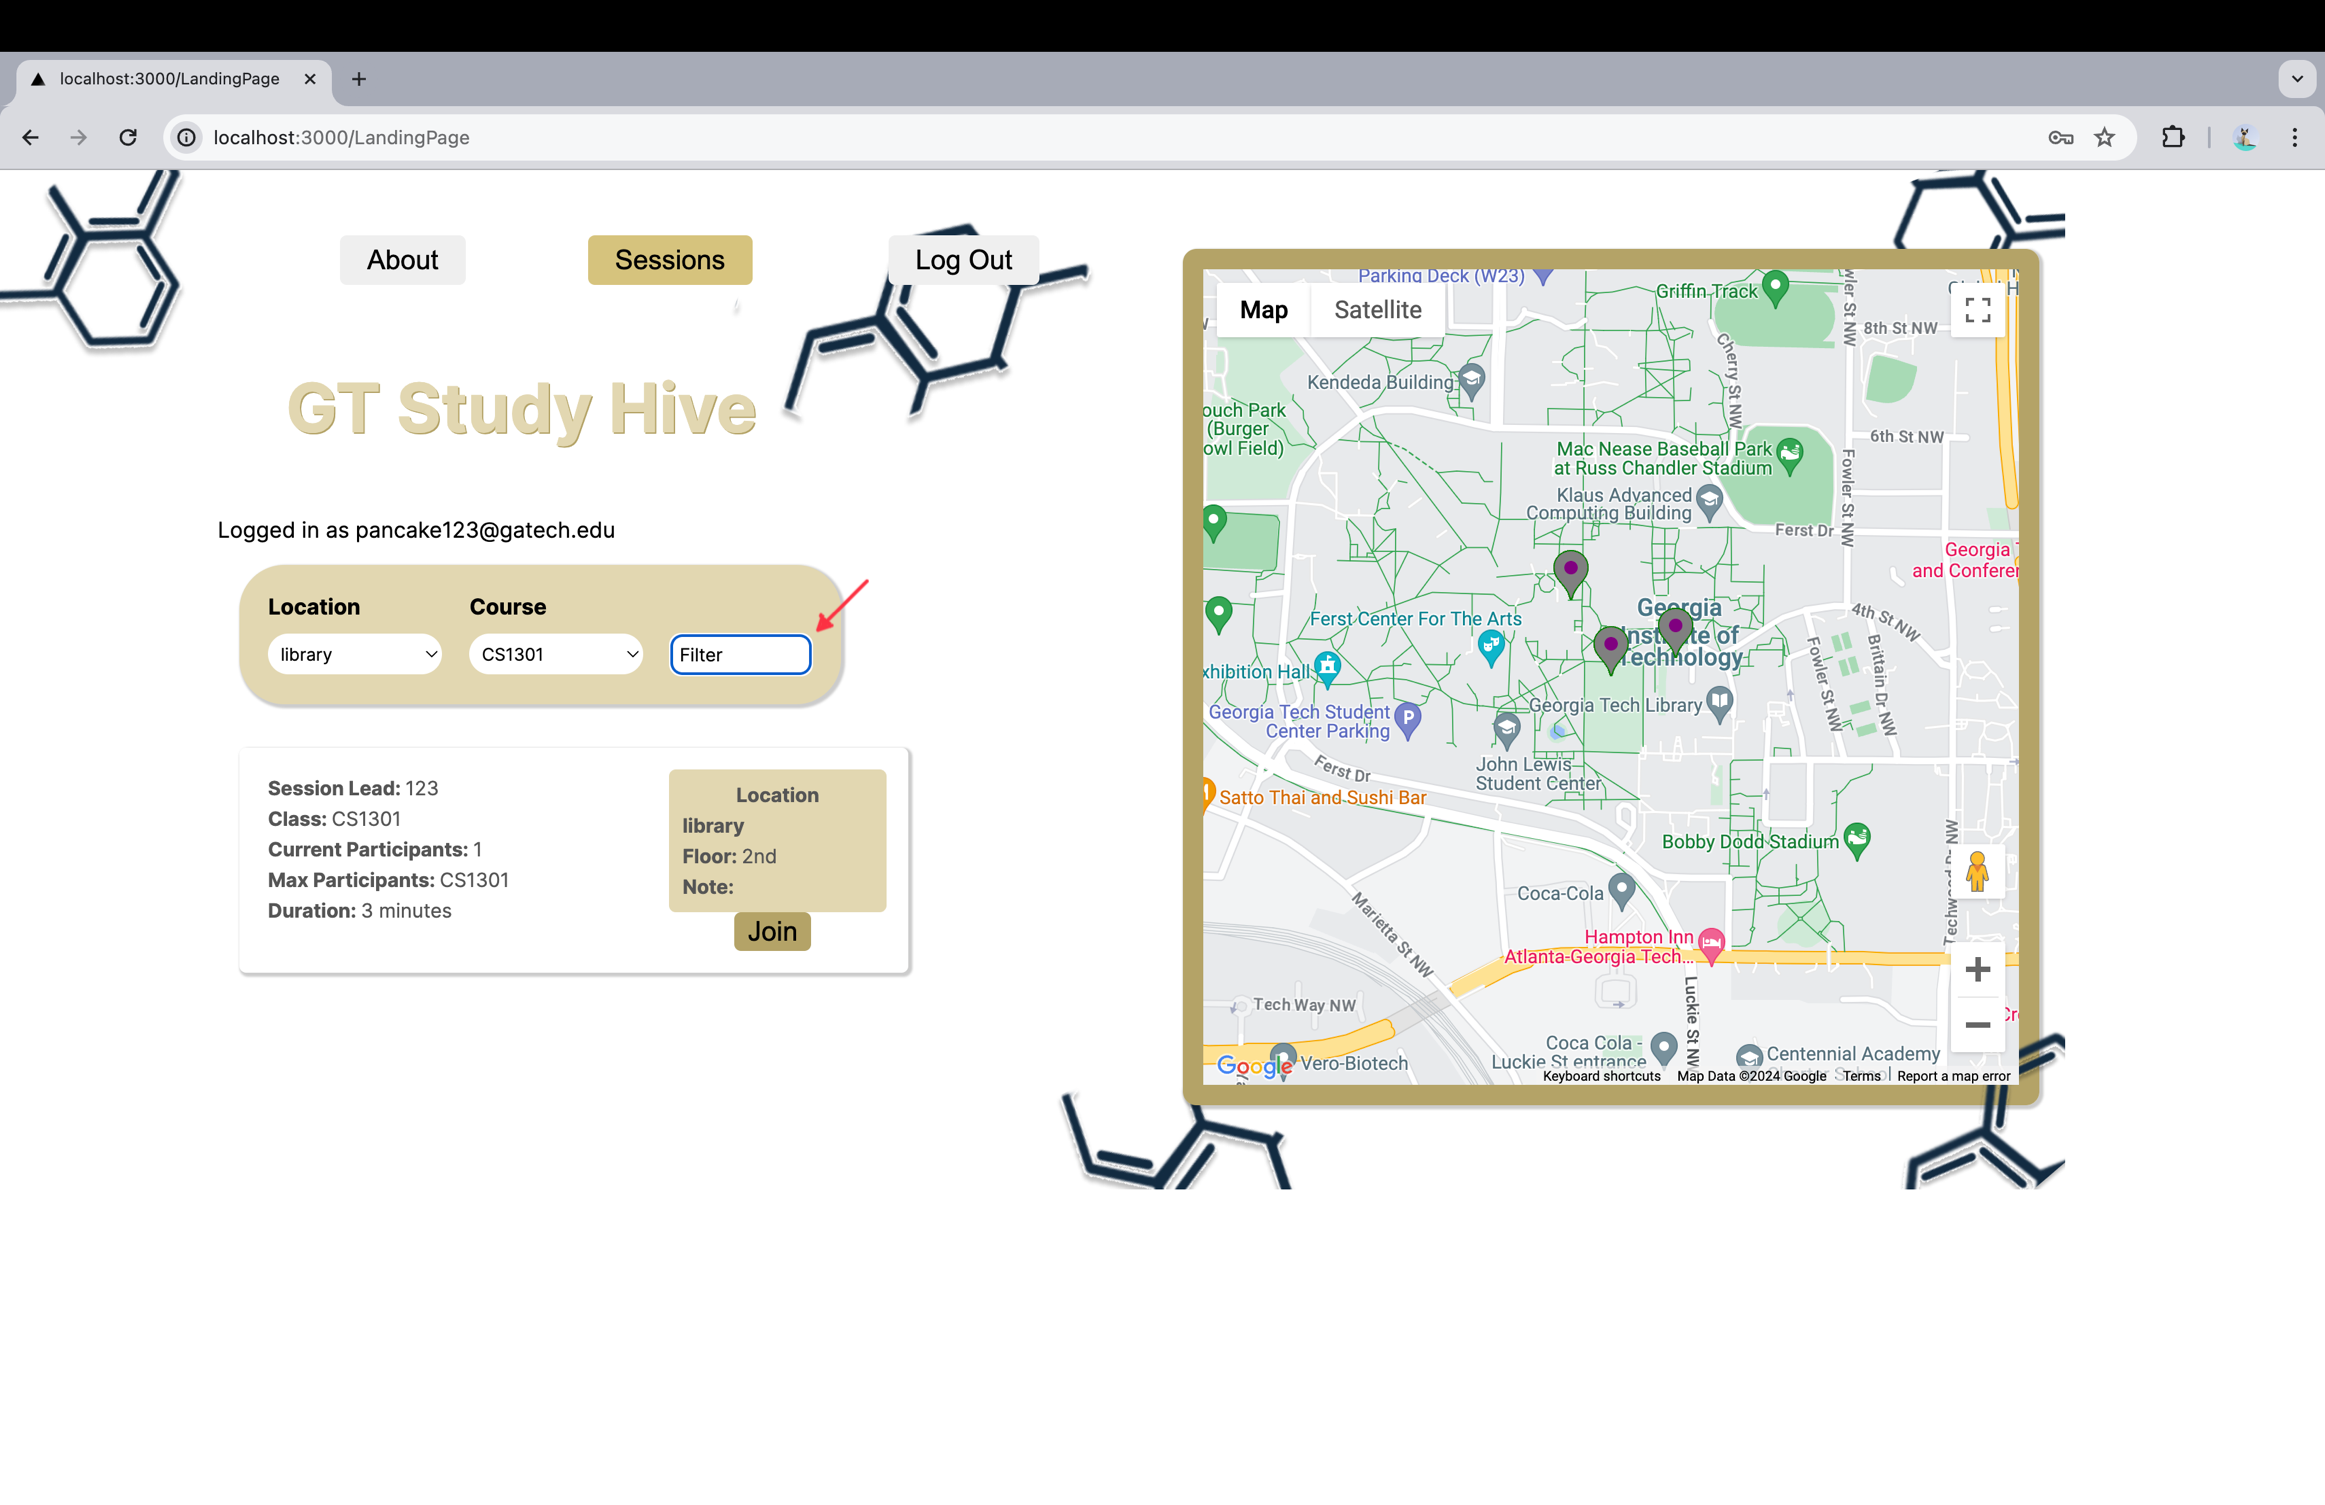 localhost:3000/LandingPage
localhost:3000/LandingPage
About
Sessions
Log Out
GT Study Hive
Logged in as pancake123@gatech.edu
Location
Course
library
CS1301
Filter
Session Lead: 123
Class: CS1301
Current Participants: 1
Max Participants: CS1301
Duration: 3 minutes
Location
library
Floor: 2nd
Note:
Join
Map
Satellite
Parking Deck (W23)
Griffin Track
8th St NW
Cherry St NW
Kendeda Building
ouch Park
(Burger
owl Field)
6th St NW
Mac Nease Baseball Park
at Russ Chandler Stadium
Fowler St NW
Klaus Advanced
Computing Building
Ferst Dr
Georgia
and Conferen
Georgia
Institute of
Technology
4th St NW
Ferst Center For The Arts
Fowler St NW
Brittain Dr NW
xhibition Hall
Georgia Tech Library
Georgia Tech Student
Center Parking
P
John Lewis
Student Center
Ferst Dr
Satto Thai and Sushi Bar
Bobby Dodd Stadium
Coca-Cola
Marietta St NW
Hampton Inn
Atlanta-Georgia Tech...
Luckie St NW
Tech Way NW
Coca Cola -
Luckie St entrance
Centennial Academy
Vero-Biotech
Google
Keyboard shortcuts
Map Data ©2024 Google
Terms
Report a map error